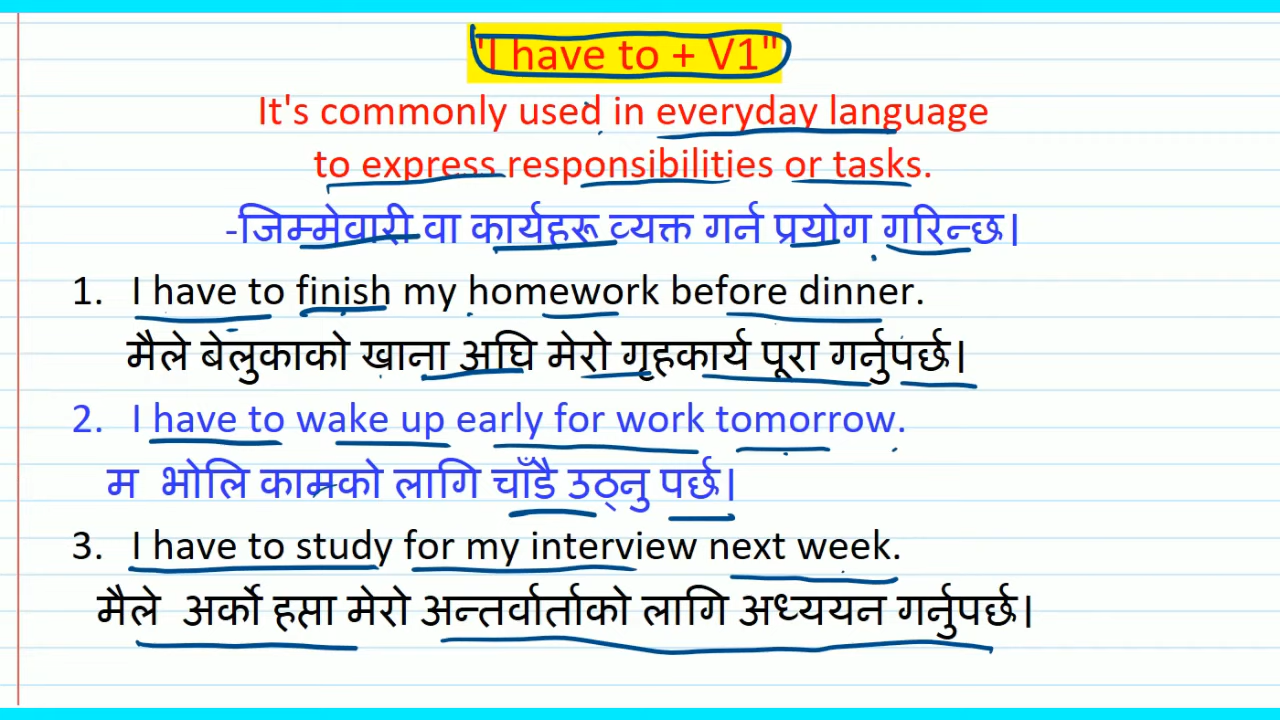 "I have to + V1"
It's commonly used in everyday language
to express responsibilities or tasks.
-जिम्मेवारी वा कार्यहरू व्यक्त गर्न प्रयोग गरिन्छ।
1. I have to finish my homework before dinner.
मैले बेलुकाको खाना अघि मेरो गृहकार्य पूरा गर्नुपर्छ।
2. I have to wake up early for work tomorrow.
म भोलि कामको लागि चाँडै उठ्नु पर्छ।
3. I have to study for my interview next week.
मैले अर्को हप्ता मेरो अन्तर्वार्ताको लागि अध्ययन गर्नुपर्छ।